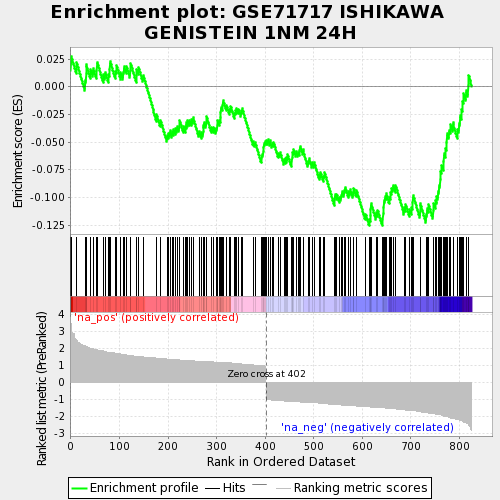 Enrichment plot: GSE71717 ISHIKAWA
GENISTEIN 1NM 24H
Enrichment score (ES)
0.025
0.000
-0.025
-0.050
-0.075
-0.100
-0.125
'na_pos' (positively correlated)
Ranked list metric (PreRanked)
4
3
2
1
0
-1
-2
-3
Zero cross at 402
'na_neg' (negatively correlated)
0
100
200
300
400
500
600
700
800
Rank in Ordered Dataset
Enrichment profile
Hits
Ranking metric scores